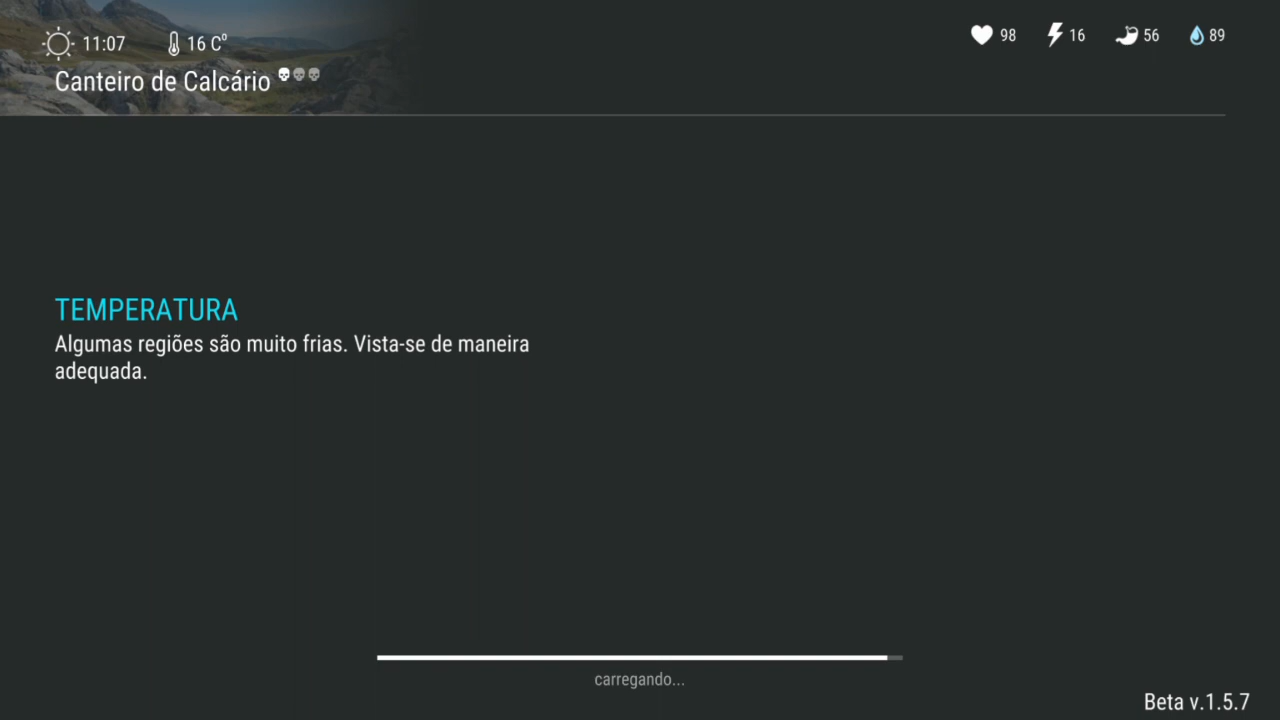 11:07 16 Cº
98 16 56 89
Canteiro de Calcário
TEMPERATURA
Algumas regiões são muito frias. Vista-se de maneira
adequada.
carregando...
Beta v.1.5.7